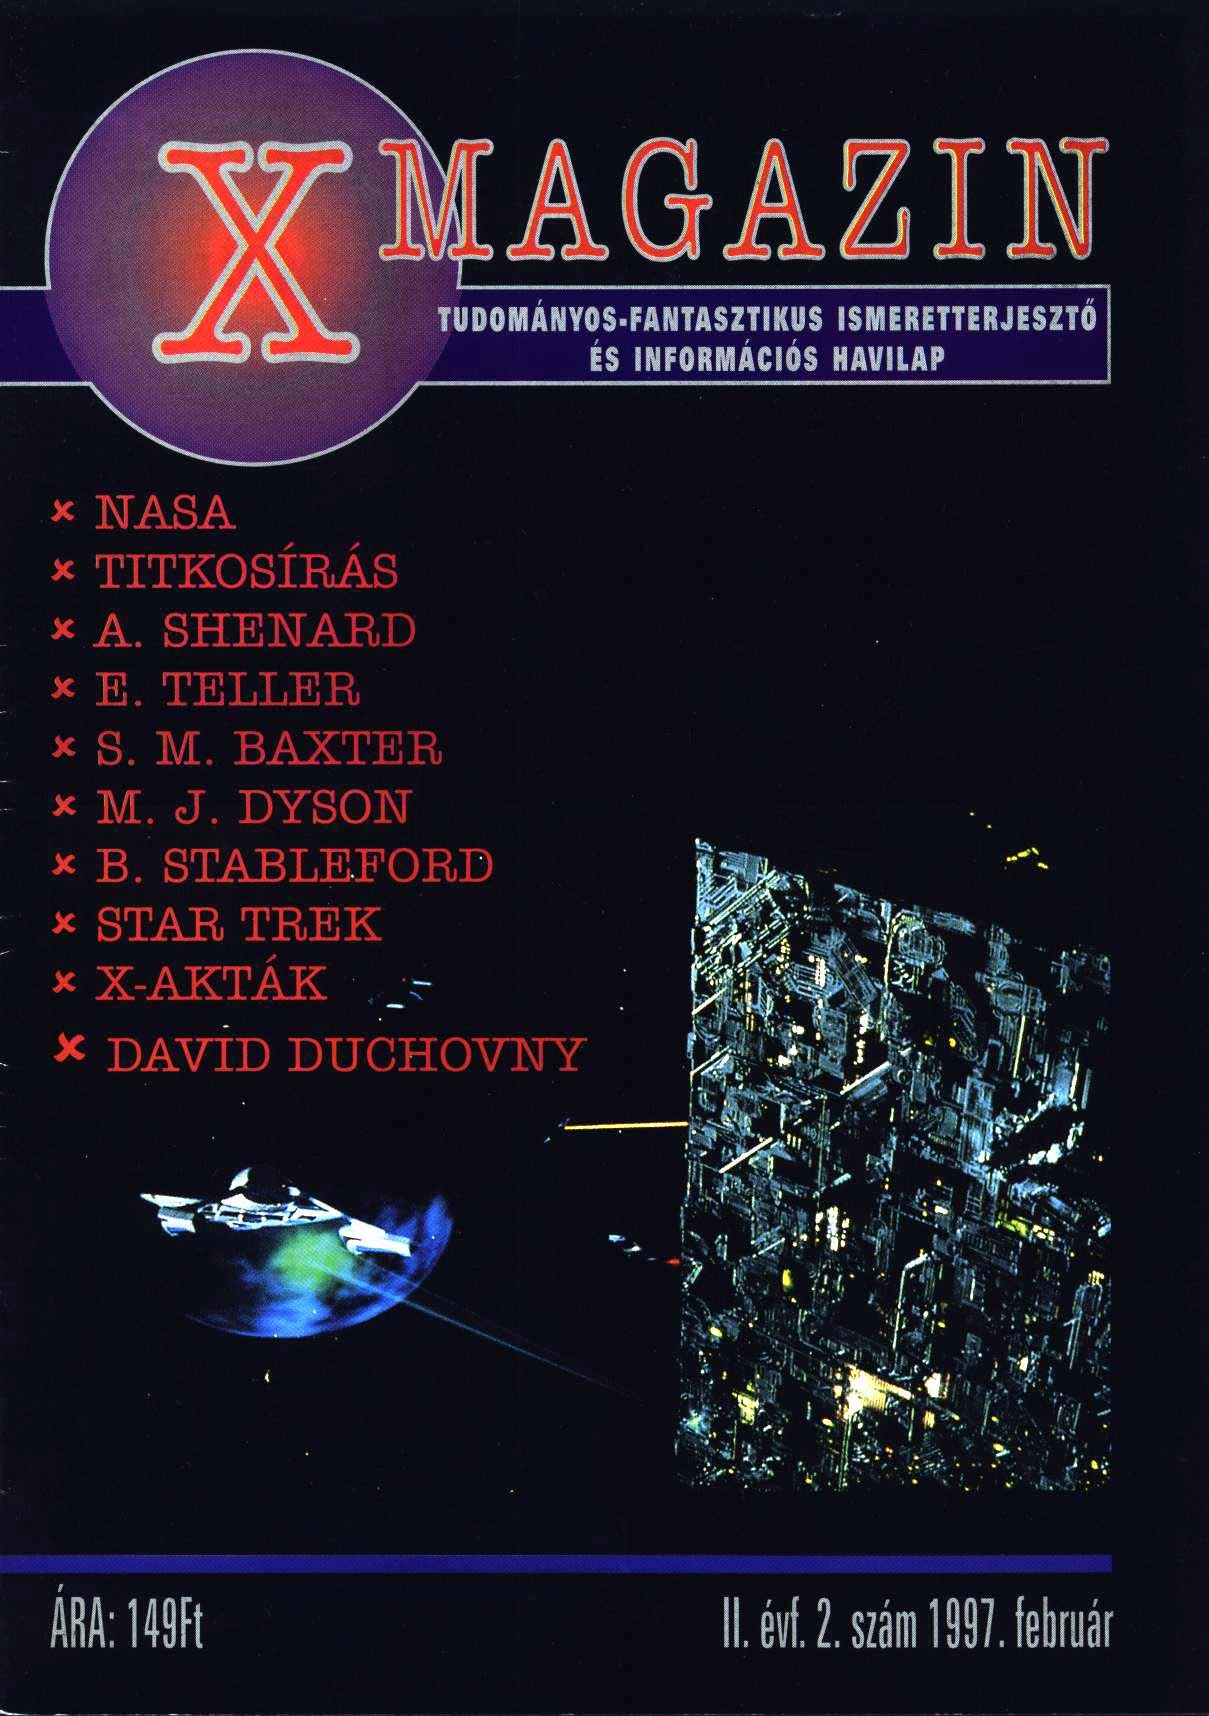 X MAGAZIN
TUDOMÁNYOS-FANTASZTIKUS ISMERETTERJESZTŐ
ÉS INFORMÁCIÓS HAVILAP
× NASA
× TITKOSÍRÁS
× A. SHENARD
× E. TELLER
× S. M. BAXTER
× M. J. DYSON
× B. STABLEFORD
× STAR TREK
× X-AKTÁK
× DAVID DUCHOVNY
ÁRA: 149Ft
II. évf. 2. szám 1997. február